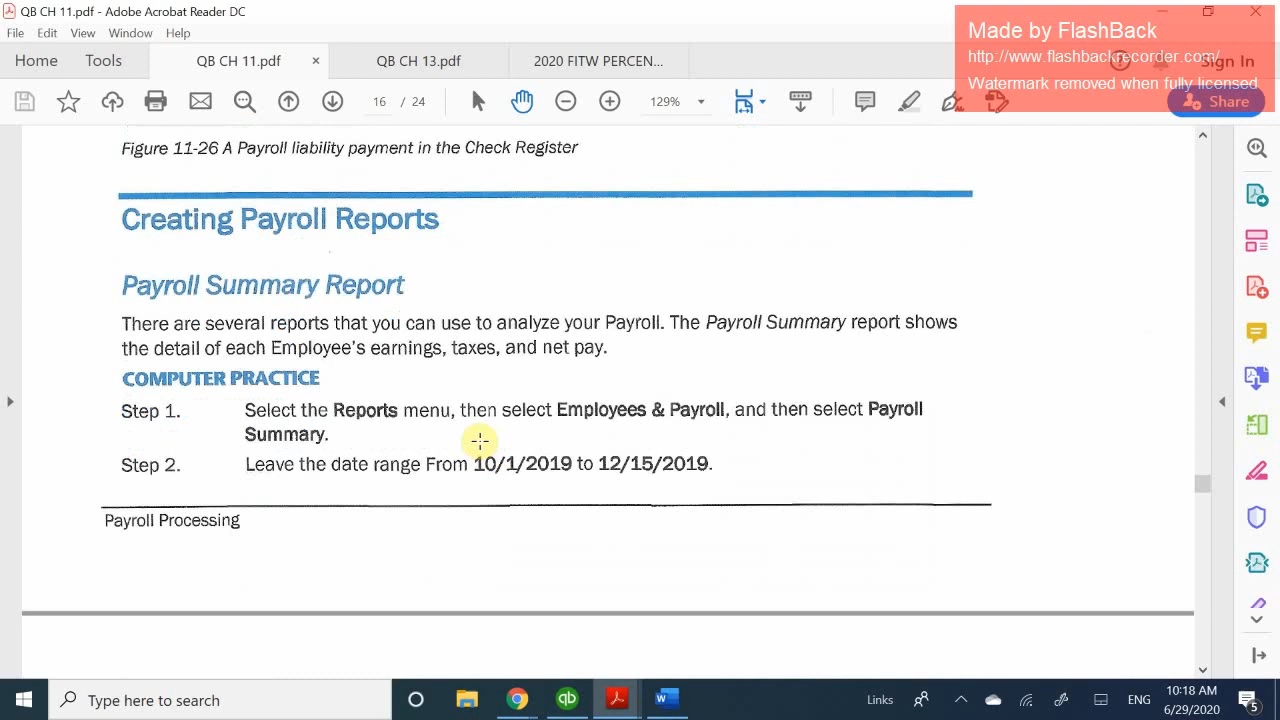 QB CH 11.pdf - Adobe Acrobat Reader DC
Made by FlashBack
http://www.flashbackrecorder.com/
Watermark removed when fully licensed
File Edit View Window Help
Home Tools QB CH 11.pdf × QB CH 13.pdf 2020 FITW PERCEN... Sign In
16 / 24 129% Share
Figure 11-26 A Payroll liability payment in the Check Register
Creating Payroll Reports
Payroll Summary Report
There are several reports that you can use to analyze your Payroll. The Payroll Summary report shows
the detail of each Employee's earnings, taxes, and net pay.
COMPUTER PRACTICE
Step 1. Select the Reports menu, then select Employees & Payroll, and then select Payroll
Summary.
Step 2. Leave the date range From 10/1/2019 to 12/15/2019.
Payroll Processing
Type here to search
qb
W
Links
ENG
10:18 AM
6/29/2020
5